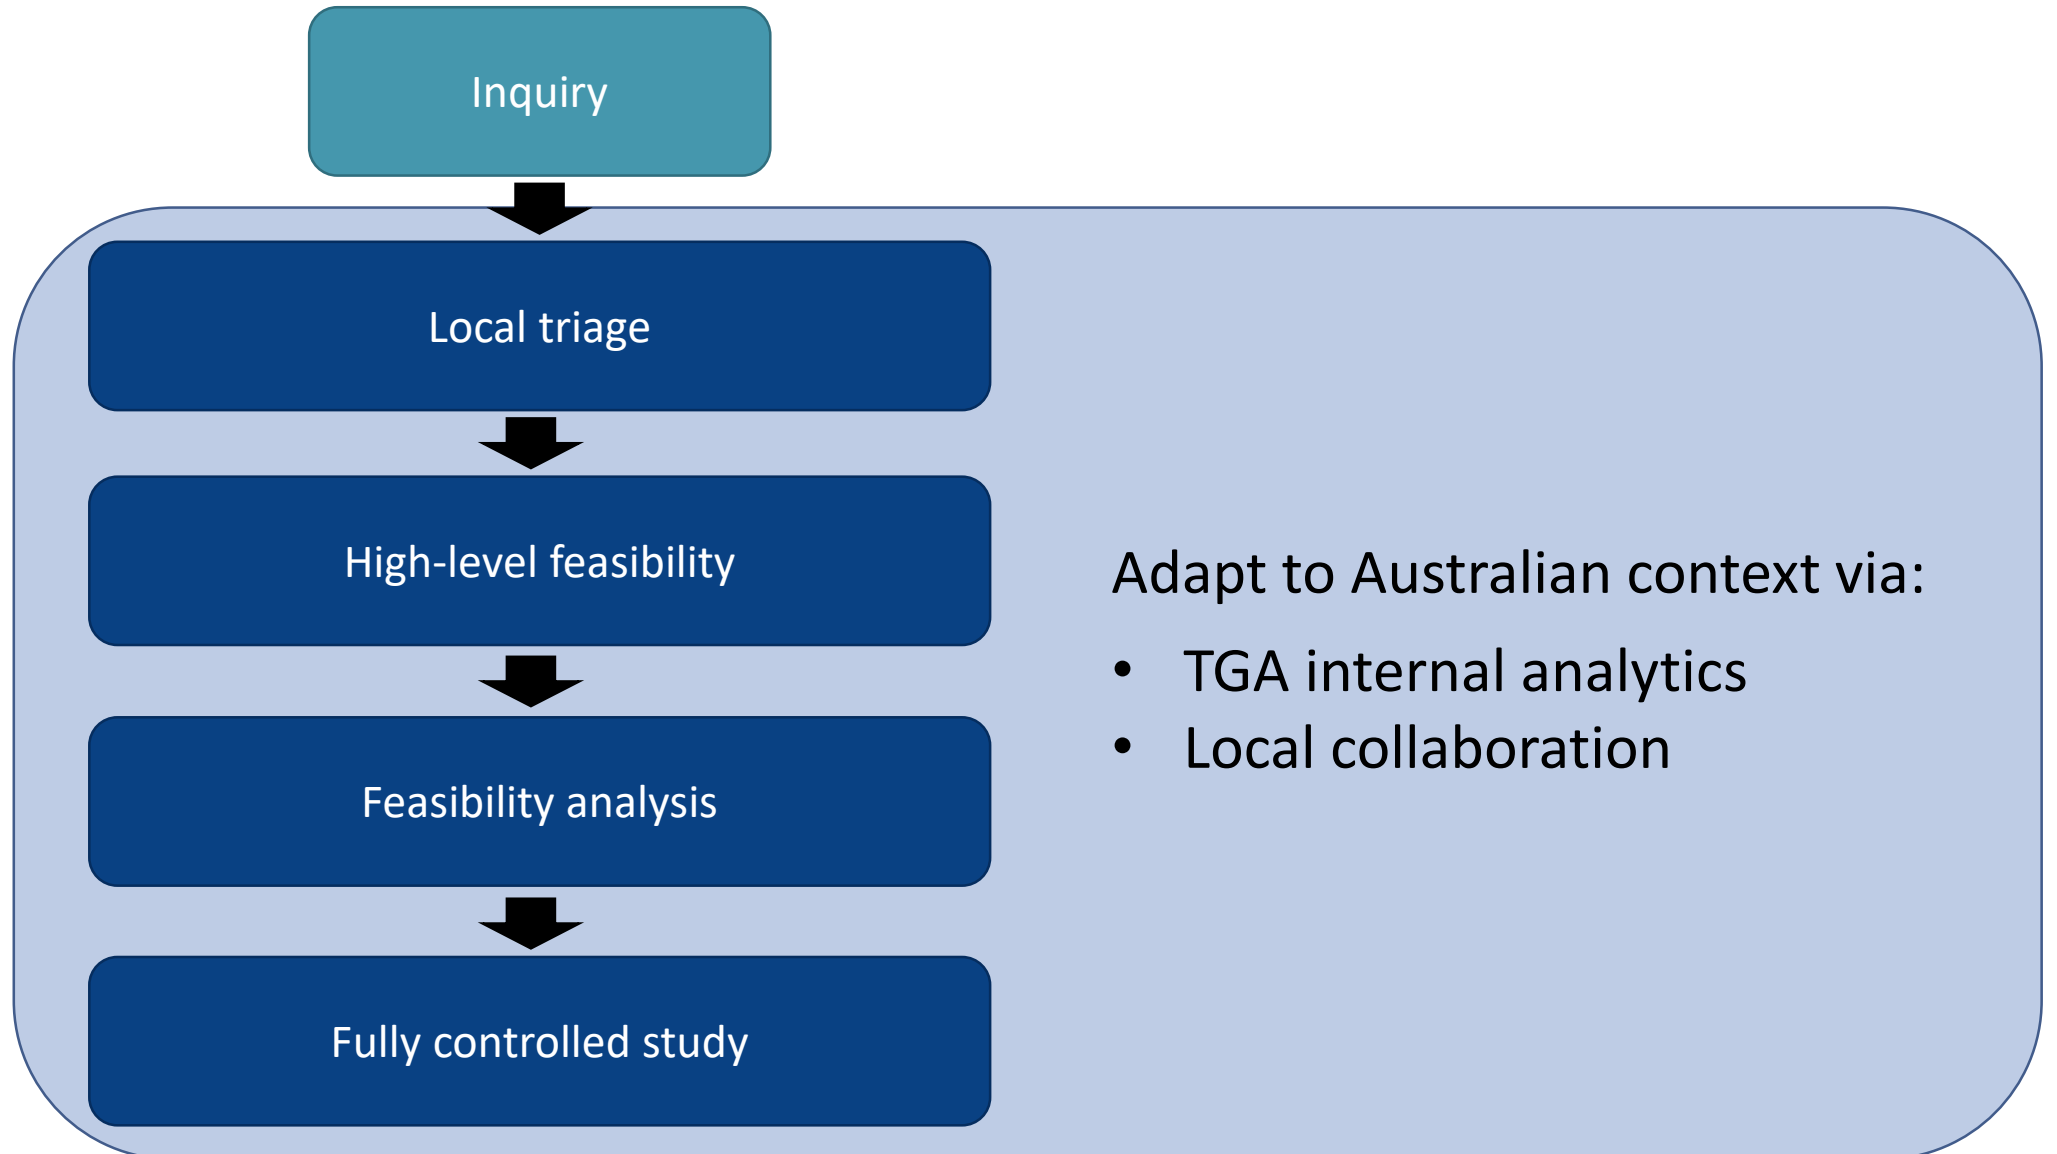 Inquiry
Local triage
High-level feasibility
Feasibility analysis
Fully controlled study
Adapt to Australian context via:
• TGA internal analytics
• Local collaboration